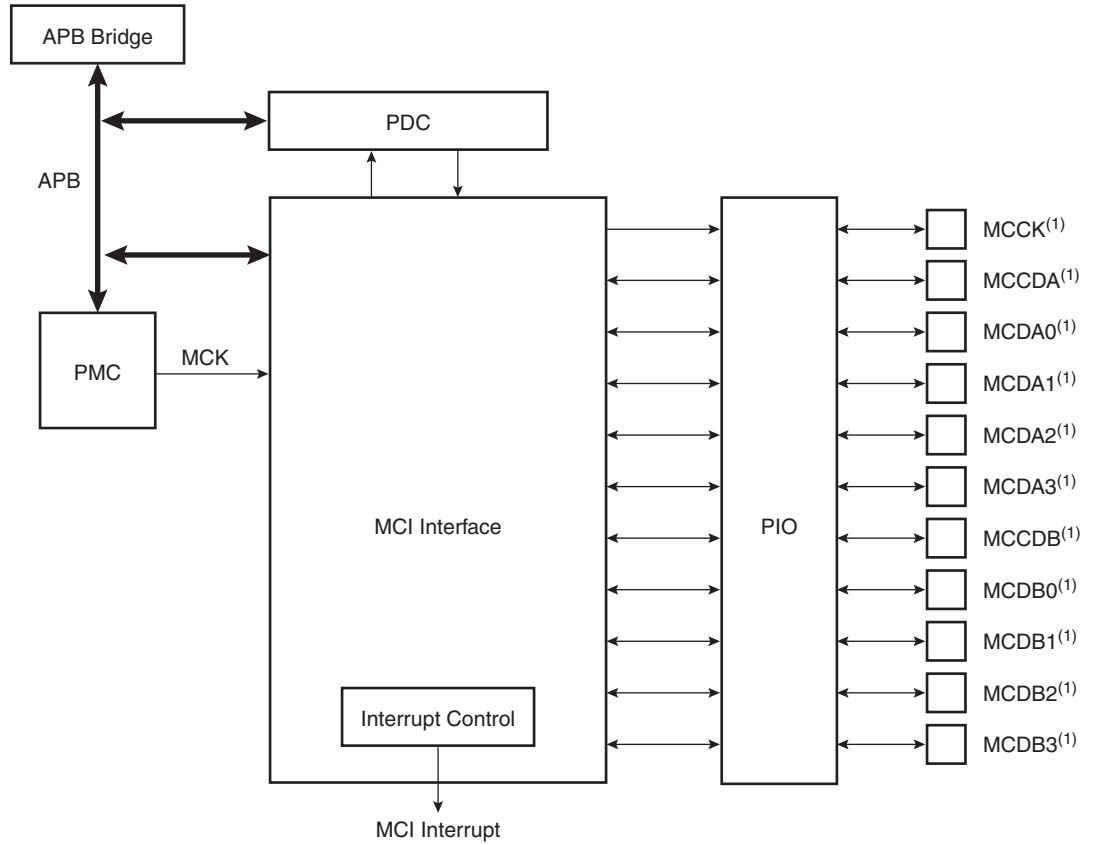 APB Bridge
PDC
APB
MCCK(1)
MCCDA(1)
MCDA0(1)
PMC
MCK
MCDA1(1)
MCDA2(1)
MCDA3(1)
MCI Interface
PIO
MCCDB(1)
MCDB0(1)
MCDB1(1)
MCDB2(1)
Interrupt Control
MCDB3(1)
MCI Interrupt